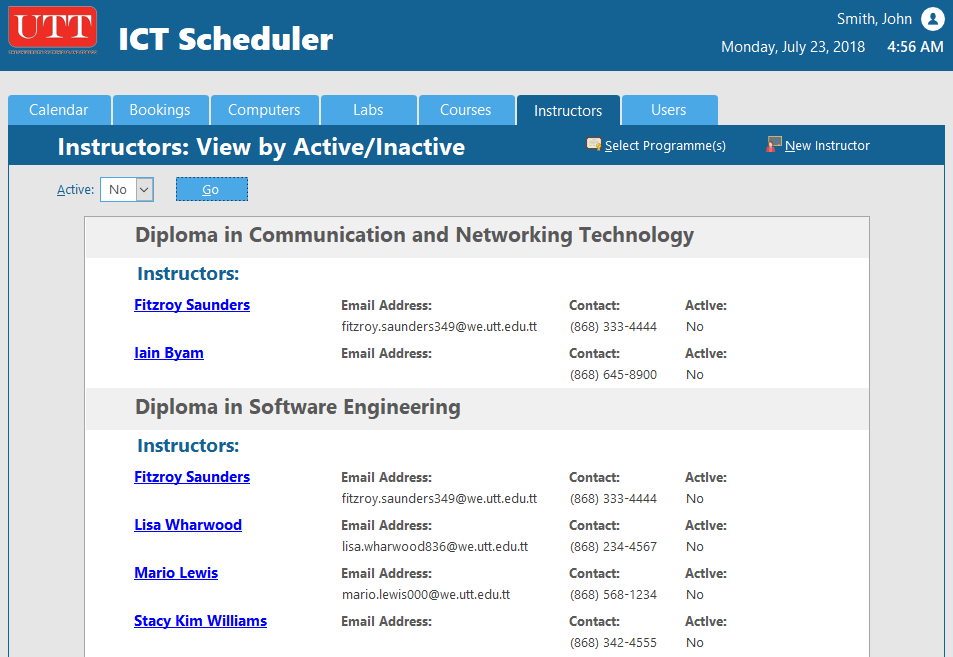 UTT
ICT Scheduler
Smith, John
Monday, July 23, 2018 4:56 AM
Calendar Bookings Computers Labs Courses Instructors Users
Instructors: View by Active/Inactive Select Programme(s) New Instructor
Active: No Go
Diploma in Communication and Networking Technology
Instructors:
Fitzroy Saunders Email Address: Contact: Active:
fitzroy.saunders349@we.utt.edu.tt (868) 333-4444 No
Iain Byam Email Address: Contact: Active:
(868) 645-8900 No
Diploma in Software Engineering
Instructors:
Fitzroy Saunders Email Address: Contact: Active:
fitzroy.saunders349@we.utt.edu.tt (868) 333-4444 No
Lisa Wharwood Email Address: Contact: Active:
lisa.wharwood836@we.utt.edu.tt (868) 234-4567 No
Mario Lewis Email Address: Contact: Active:
mario.lewis000@we.utt.edu.tt (868) 568-1234 No
Stacy Kim Williams Email Address: Contact: Active:
(868) 342-4555 No